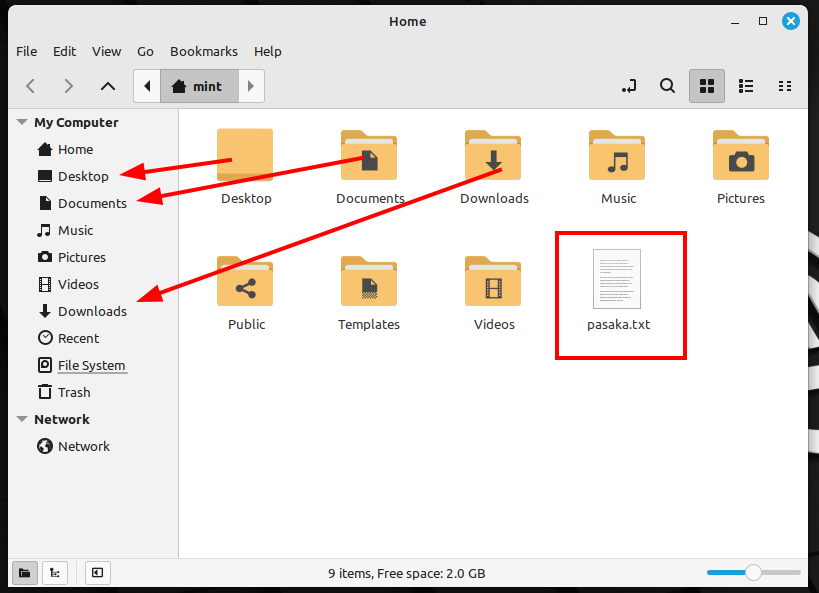 Home
File Edit View Go Bookmarks Help
mint
My Computer
Home
Desktop
Documents
Music
Pictures
Videos
Downloads
Recent
File System
Trash
Network
Network
Desktop Documents Downloads Music Pictures
Public Templates Videos pasaka.txt
9 items, Free space: 2.0 GB